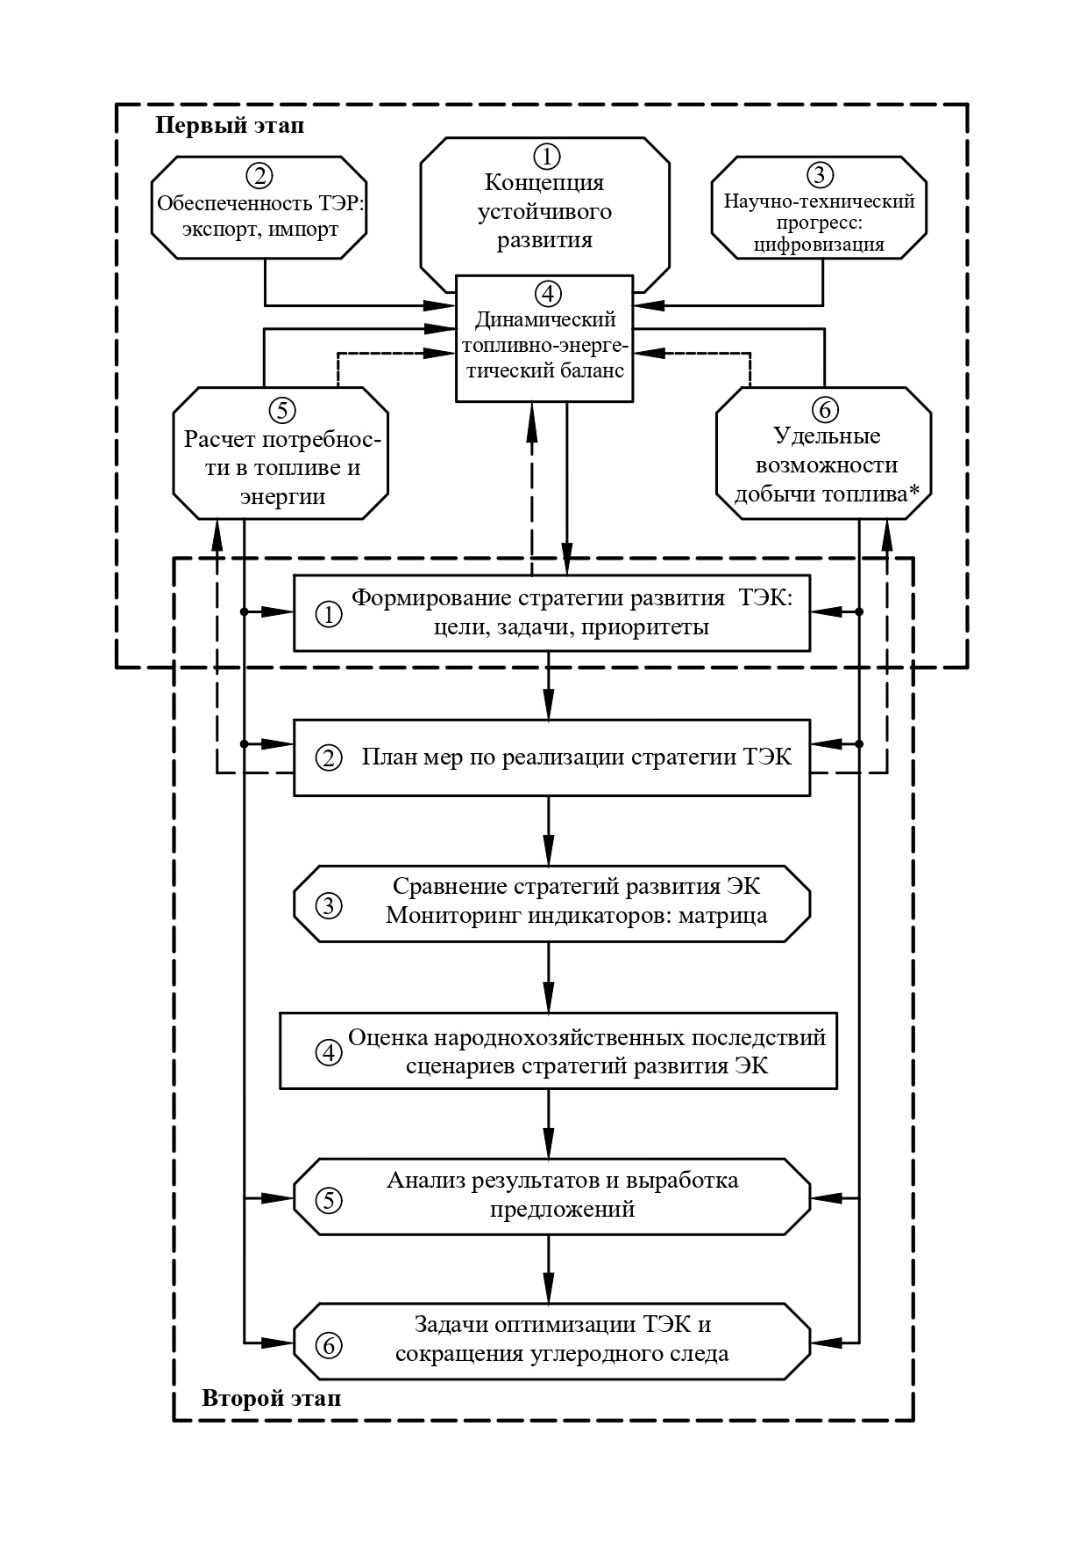 Первый этап
①
Концепция
устойчивого
развития
②
Обеспеченность ТЭР:
экспорт, импорт
③
Научно-технический
прогресс:
цифровизация
④
Динамический
топливно-энерге-
тический баланс
⑤
Расчет потребнос-
ти в топливе и
энергии
⑥
Удельные
возможности
добычи топлива*
① Формирование стратегии развития ТЭК:
цели, задачи, приоритеты
② План мер по реализации стратегии ТЭК
③ Сравнение стратегий развития ЭК
Мониторинг индикаторов: матрица
④ Оценка народнохозяйственных последствий
сценариев стратегий развития ЭК
⑤ Анализ результатов и выработка
предложений
⑥ Задачи оптимизации ТЭК и
сокращения углеродного следа
Второй этап